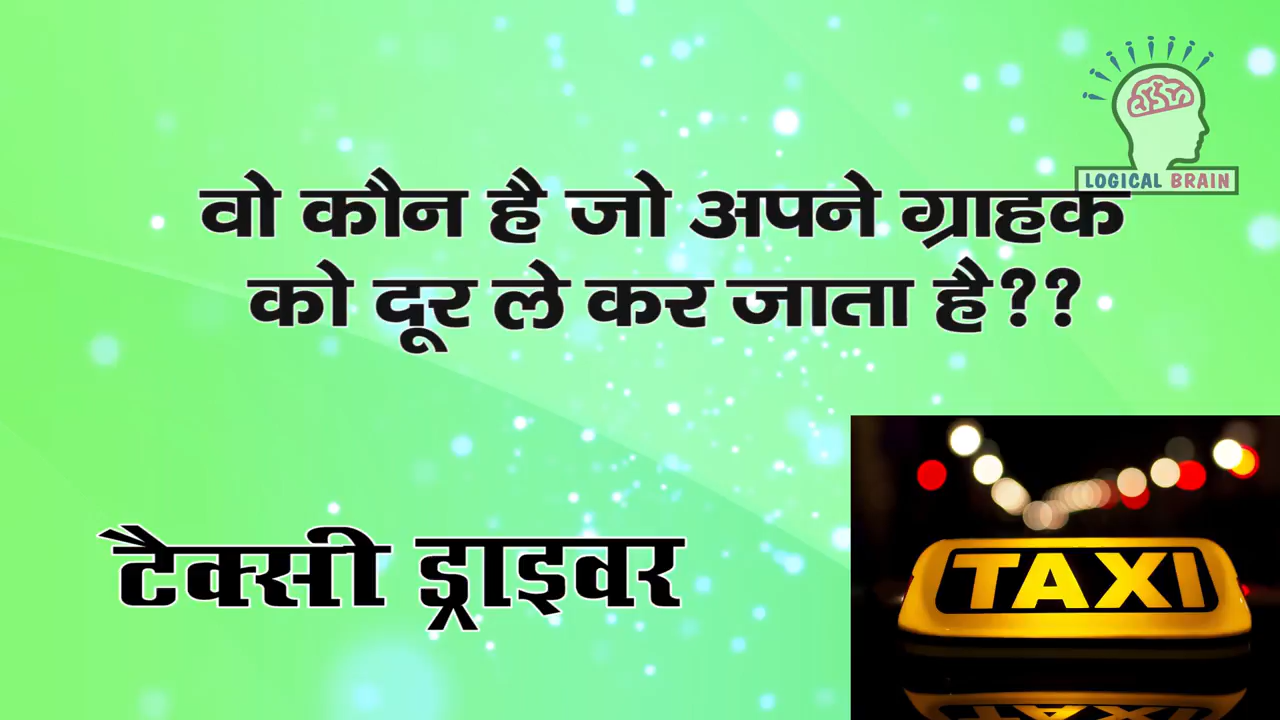 LOGICAL BRAIN
वो कौन है जो अपने ग्राहक
को दूर ले कर जाता है??
टैक्सी ड्राइवर
TAXI